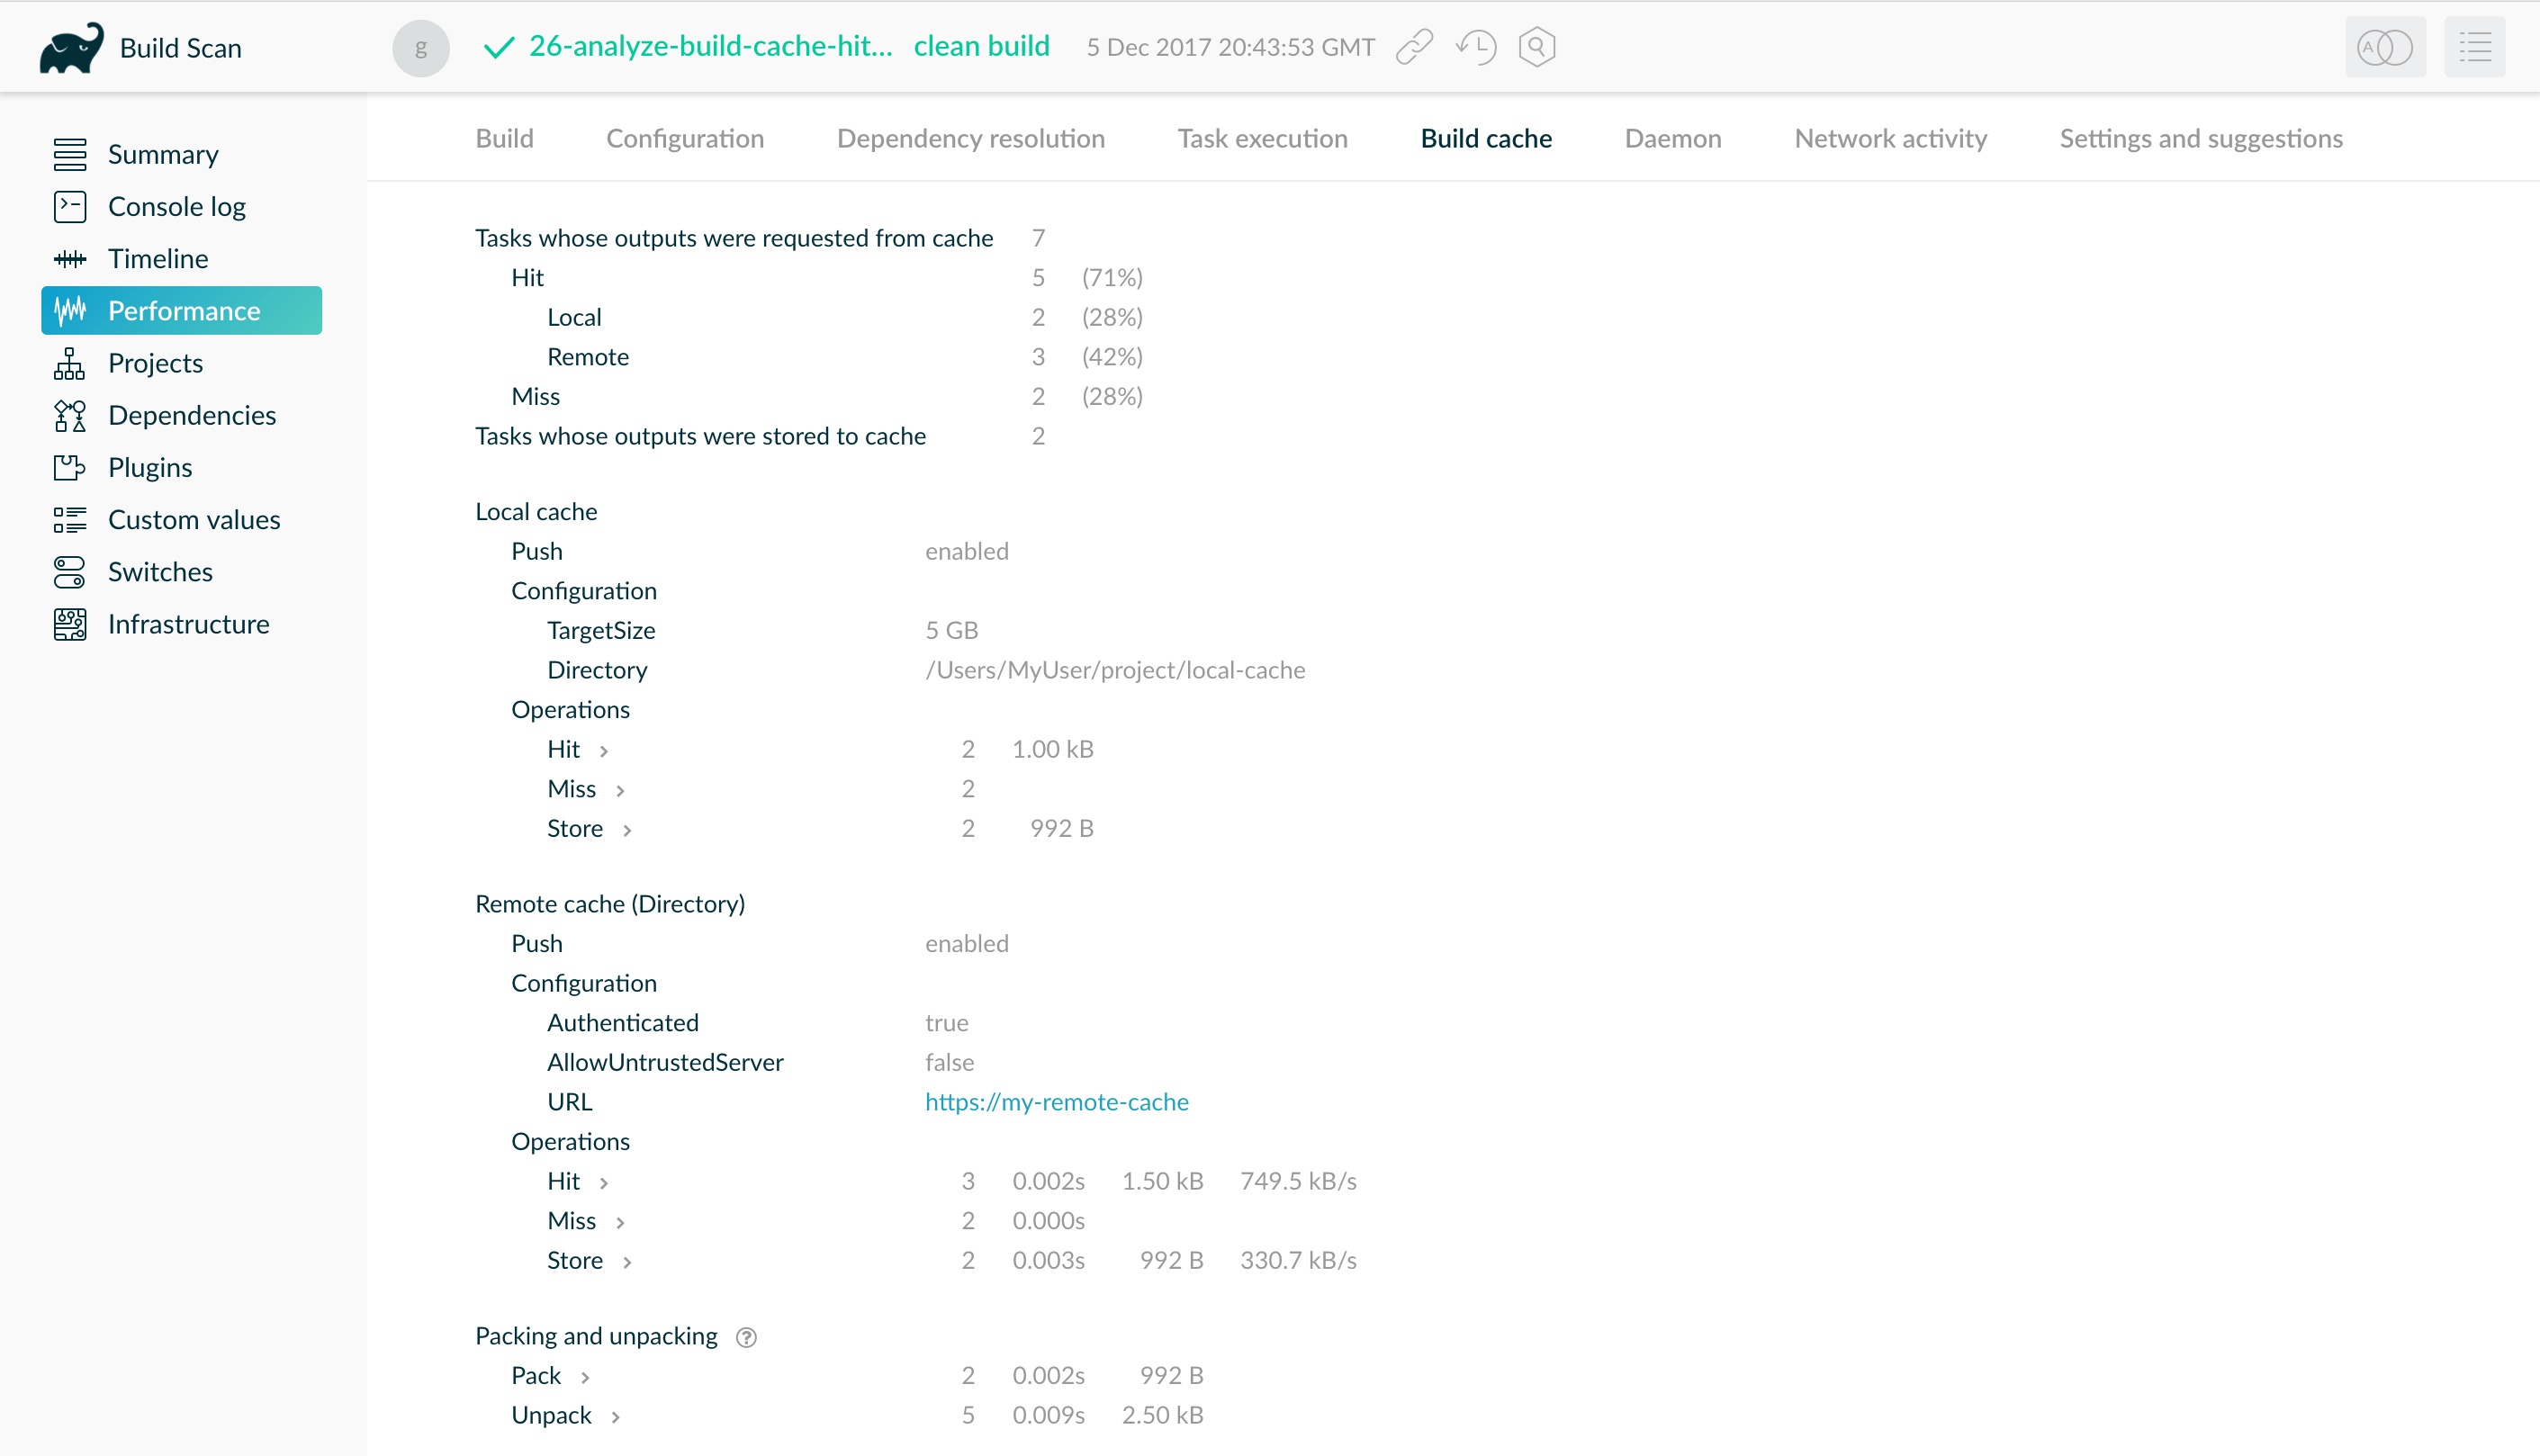 Build Scan
g
26-analyze-build-cache-hit... clean build 5 Dec 2017 20:43:53 GMT
A
Summary
Console log
Timeline
Performance
Projects
Dependencies
Plugins
Custom values
Switches
Infrastructure
Build Configuration Dependency resolution Task execution Build cache Daemon Network activity Settings and suggestions
Tasks whose outputs were requested from cache 7
Hit 5 (71%)
Local 2 (28%)
Remote 3 (42%)
Miss 2 (28%)
Tasks whose outputs were stored to cache 2
Local cache
Push enabled
Configuration
TargetSize 5 GB
Directory /Users/MyUser/project/local-cache
Operations
Hit 2 1.00 kB
Miss 2
Store 2 992 B
Remote cache (Directory)
Push enabled
Configuration
Authenticated true
AllowUntrustedServer false
URL https://my-remote-cache
Operations
Hit 3 0.002s 1.50 kB 749.5 kB/s
Miss 2 0.000s
Store 2 0.003s 992 B 330.7 kB/s
Packing and unpacking ?
Pack 2 0.002s 992 B
Unpack 5 0.009s 2.50 kB